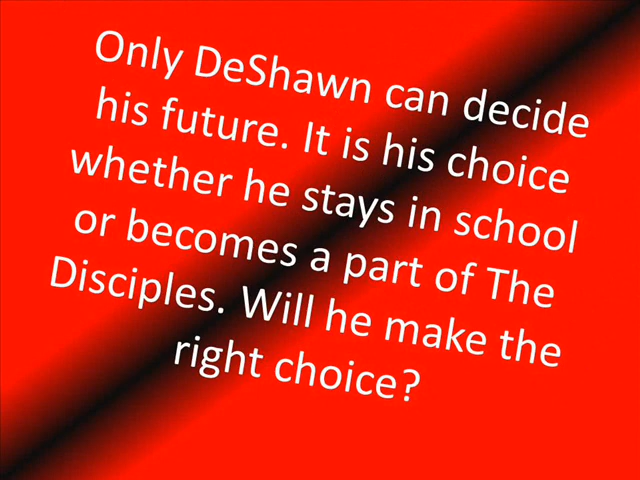 Only DeShawn can decide
his future. It is his choice
whether he stays in school
or becomes a part of The
Disciples. Will he make the
right choice?